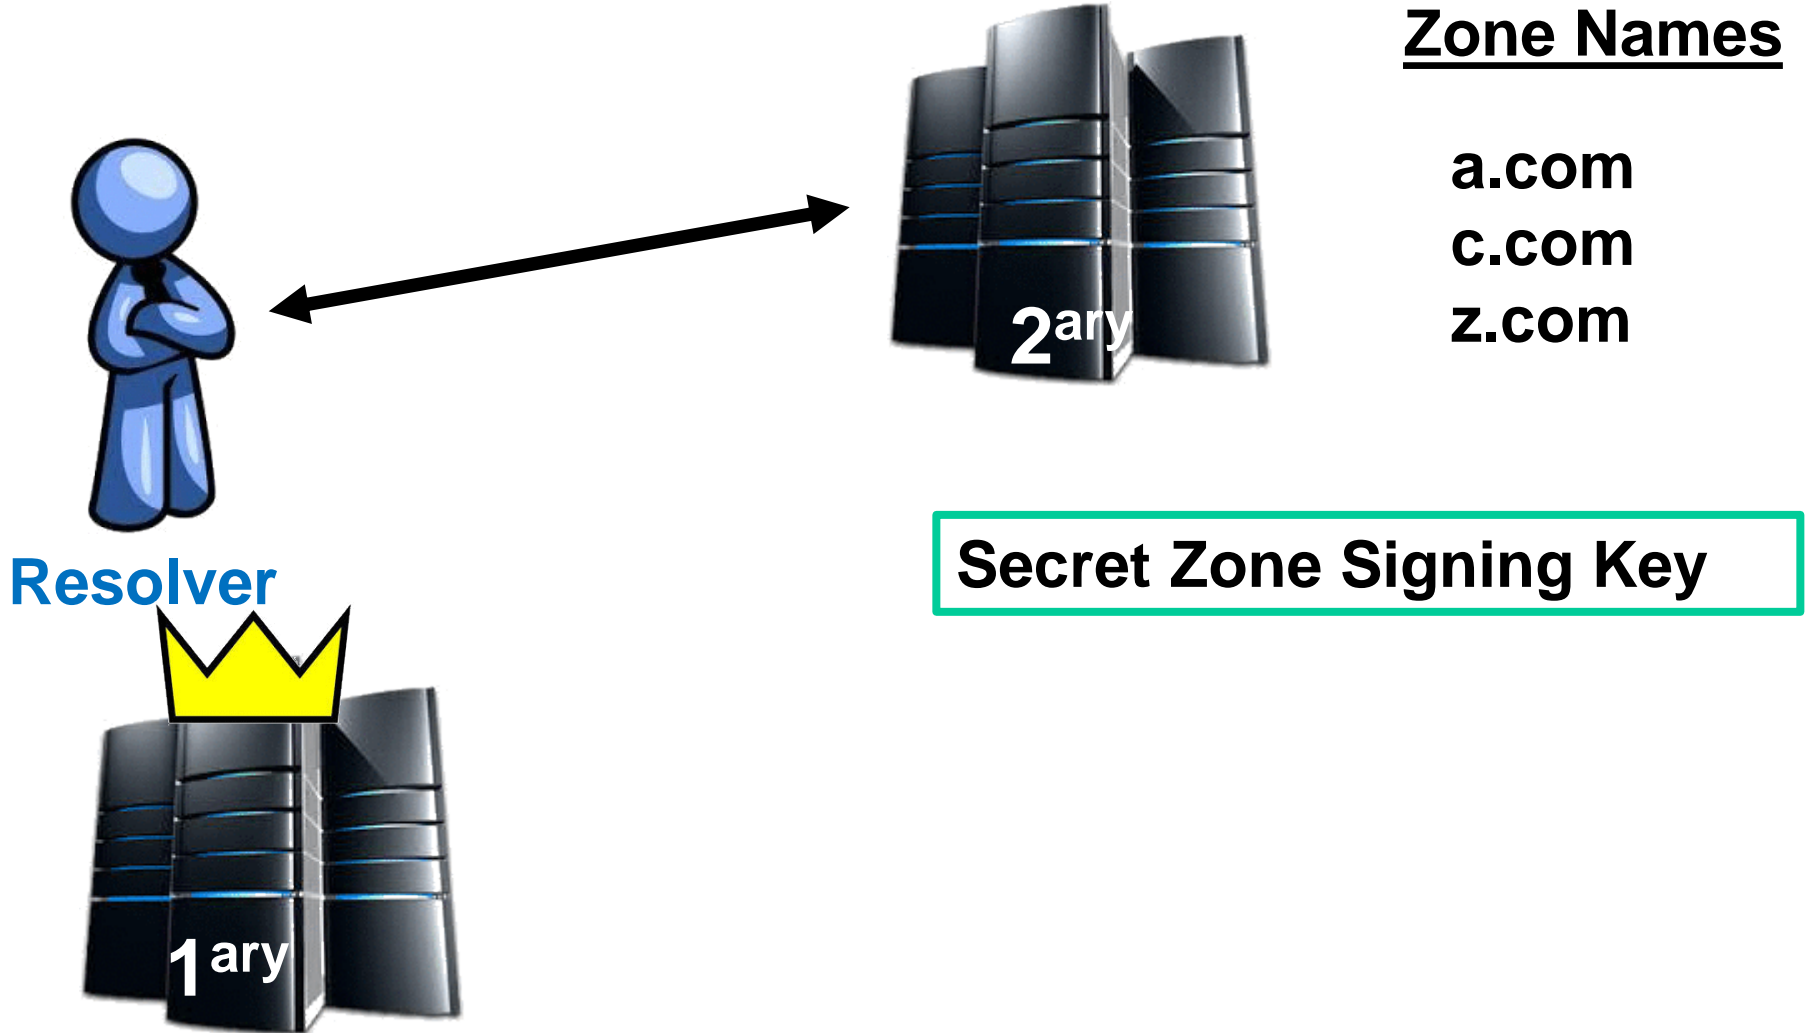 Zone Names
a.com
c.com
z.com
2ary
Secret Zone Signing Key
Resolver
1ary